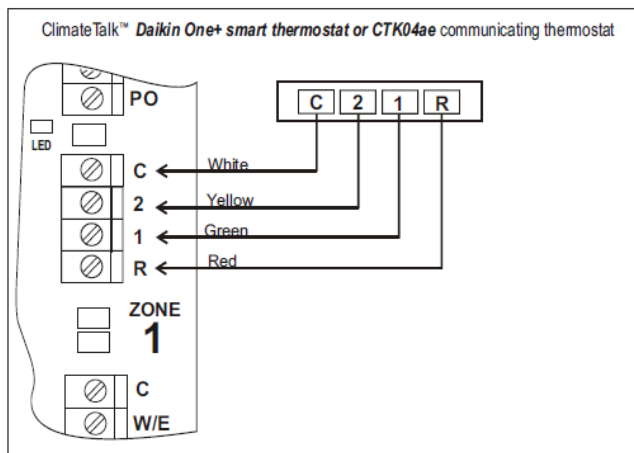 ClimateTalk™ Daikin One+ smart thermostat or CTK04ae communicating thermostat
PO
C 2 1 R
LED
C White
2 Yellow
1 Green
R Red
ZONE
1
C
W/E